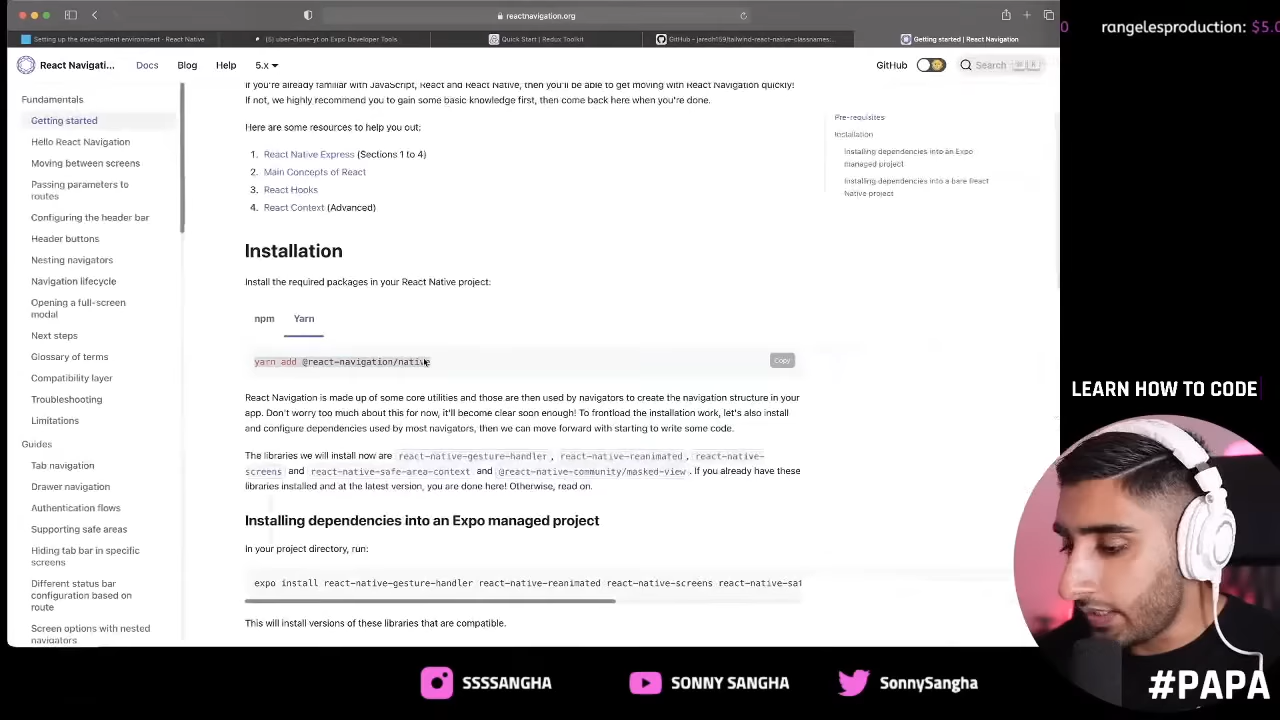 reactnavigation.org
rangelesproduction: $5.0
Setting up the development environment · React Native
(5) uber-clone-yt on Expo Developer Tools
Quick Start | Redux Toolkit
GitHub - jaredh159/tailwind-react-native-classnames:...
Getting started | React Navigation
React Navigati...
Docs
Blog
Help
5.x
GitHub
Search
Fundamentals
Getting started
Hello React Navigation
Moving between screens
Passing parameters to
routes
Configuring the header bar
Header buttons
Nesting navigators
Navigation lifecycle
Opening a full-screen
modal
Next steps
Glossary of terms
Compatibility layer
Troubleshooting
Limitations
Guides
Tab navigation
Drawer navigation
Authentication flows
Supporting safe areas
Hiding tab bar in specific
screens
Different status bar
configuration based on
route
Screen options with nested
navigators
If you're already familiar with JavaScript, React and React Native, then you'll be able to get moving with React Navigation quickly!
If not, we highly recommend you to gain some basic knowledge first, then come back here when you're done.
Here are some resources to help you out:
1. React Native Express (Sections 1 to 4)
2. Main Concepts of React
3. React Hooks
4. React Context (Advanced)
Installation
Install the required packages in your React Native project:
npm
Yarn
yarn add @react-navigation/native
Copy
React Navigation is made up of some core utilities and those are then used by navigators to create the navigation structure in your
app. Don't worry too much about this for now, it'll become clear soon enough! To frontload the installation work, let's also install
and configure dependencies used by most navigators, then we can move forward with starting to write some code.
The libraries we will install now are react-native-gesture-handler , react-native-reanimated , react-native-
screens and react-native-safe-area-context and @react-native-community/masked-view . If you already have these
libraries installed and at the latest version, you are done here! Otherwise, read on.
Installing dependencies into an Expo managed project
In your project directory, run:
expo install react-native-gesture-handler react-native-reanimated react-native-screens react-native-saf
This will install versions of these libraries that are compatible.
Pre-requisites
Installation
Installing dependencies into an Expo
managed project
Installing dependencies into a bare React
Native project
LEARN HOW TO CODE
SSSSANGHA
SONNY SANGHA
SonnySangha
#PAPA